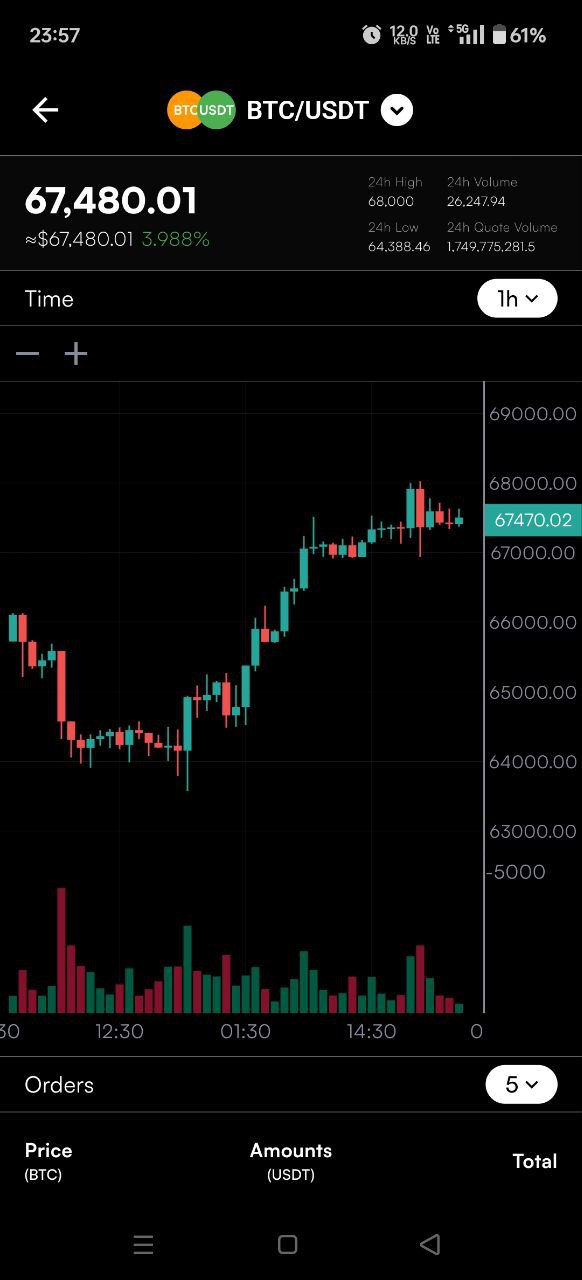 23:57
12.0 KB/S
Vo LTE
5G
61%
BTC USDT BTC/USDT
67,480.01
≈$67,480.01 3.988%
24h High
68,000
24h Volume
26,247.94
24h Low
64,388.46
24h Quote Volume
1,749,775,281.5
Time
1h
69000.00
68000.00
67470.02
67000.00
66000.00
65000.00
64000.00
63000.00
-5000
30 12:30 01:30 14:30 0
Orders
5
Price
(BTC)
Amounts
(USDT)
Total